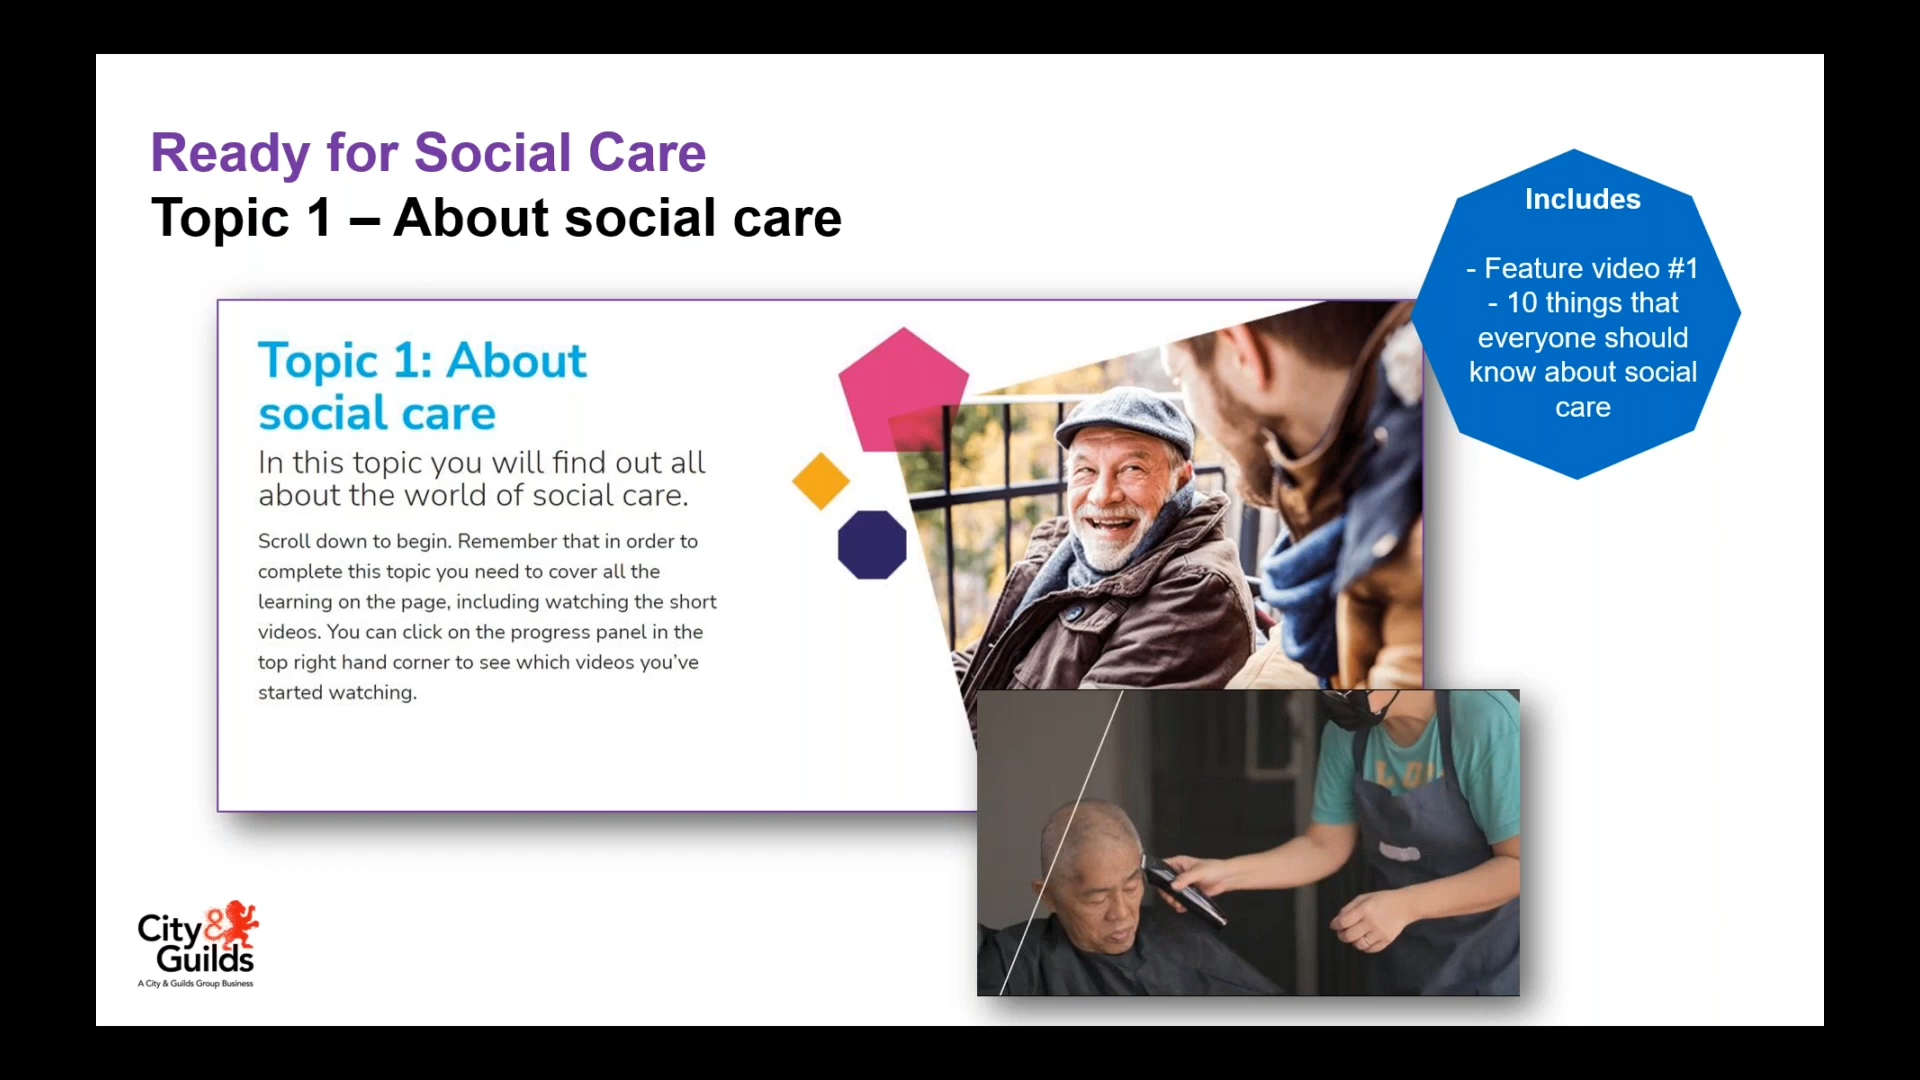 Ready for Social Care
Topic 1 – About social care
Includes
- Feature video #1
- 10 things that
everyone should
know about social
care
Topic 1: About
social care
In this topic you will find out all
about the world of social care.
Scroll down to begin. Remember that in order to
complete this topic you need to cover all the
learning on the page, including watching the short
videos. You can click on the progress panel in the
top right hand corner to see which videos you’ve
started watching.
City&
Guilds
A City & Guilds Group Business